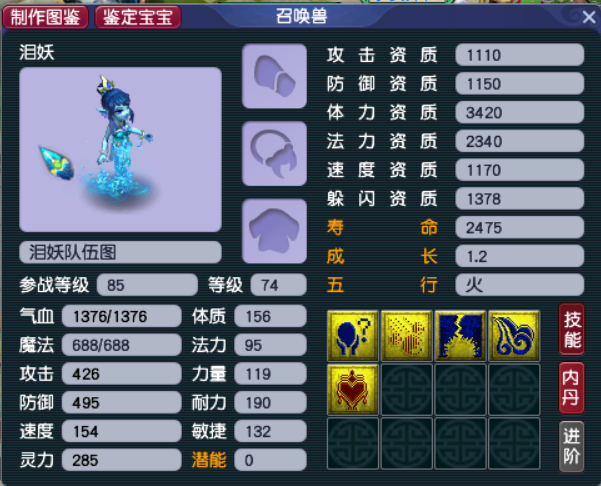 制作图鉴 鉴定宝宝 召唤兽
泪妖
泪妖队伍图
参战等级 85 等级 74
气血 1376/1376 体质 156
魔法 688/688 法力 95
攻击 426 力量 119
防御 495 耐力 190
速度 154 敏捷 132
灵力 285 潜能 0
攻击资质 1110
防御资质 1150
体力资质 3420
法力资质 2340
速度资质 1170
躲闪资质 1378
寿命 2475
成长 1.2
五行 火
技能
内丹
进阶